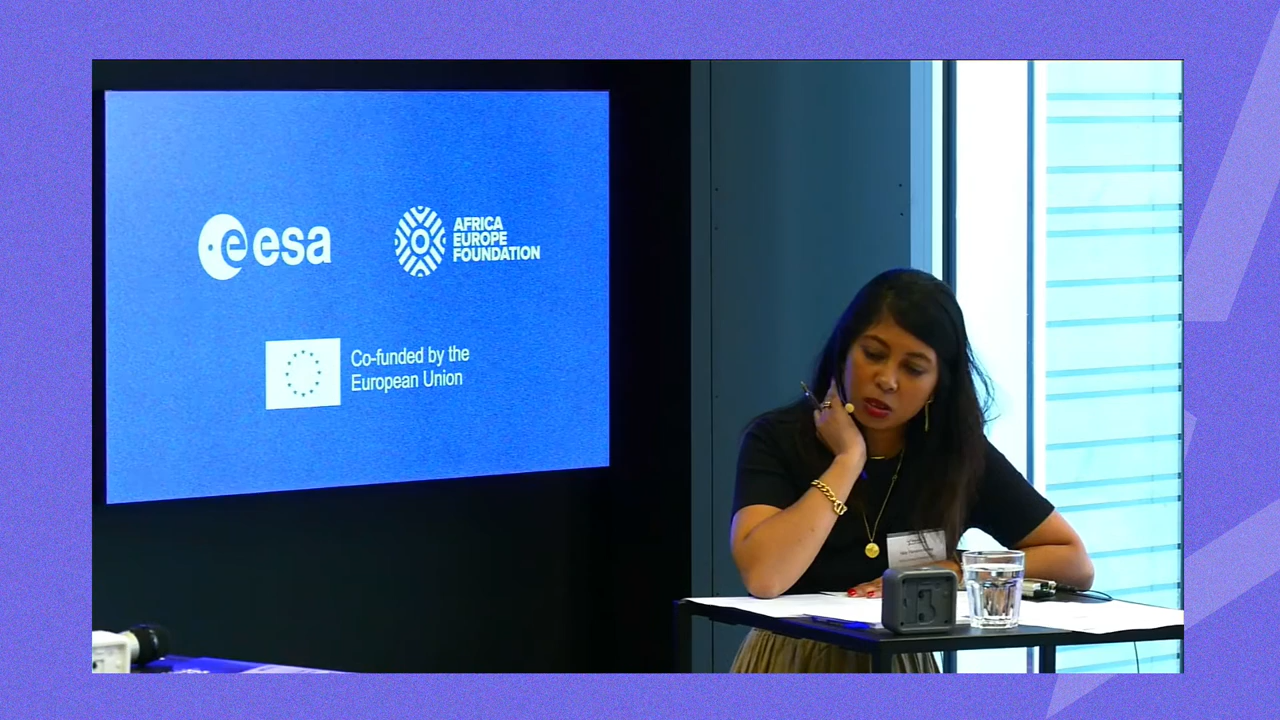 esa
AFRICA
EUROPE
FOUNDATION
Co-funded by the
European Union